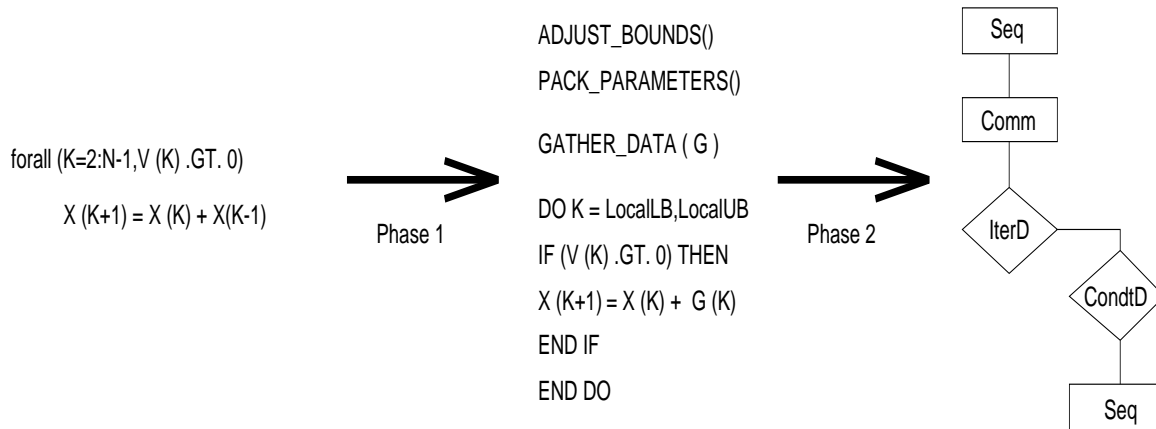 forall (K=2:N-1,V (K) .GT. 0)
X (K+1) = X (K) + X(K-1)
Phase 1
ADJUST_BOUNDS()
PACK_PARAMETERS()
GATHER_DATA ( G )
DO K = LocalLB,LocalUB
IF (V (K) .GT. 0) THEN
X (K+1) = X (K) + G (K)
END IF
END DO
Phase 2
Seq
Comm
IterD
CondtD
Seq